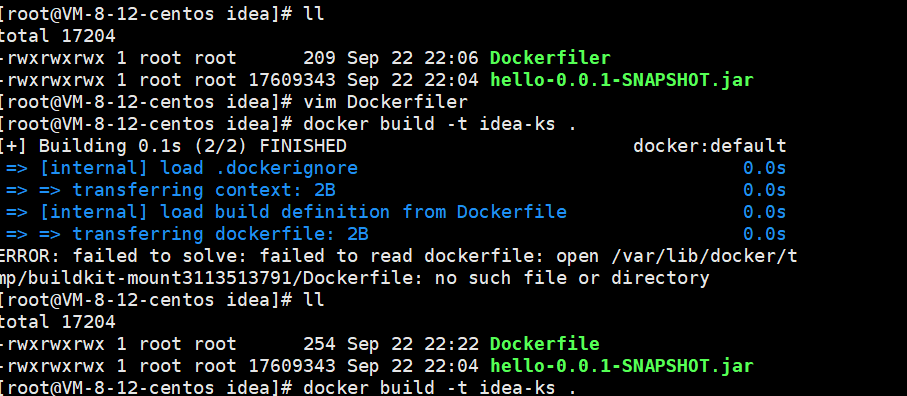 [root@VM-8-12-centos idea]# ll
total 17204
-rwxrwxrwx 1 root root      209 Sep 22 22:06 Dockerfiler
-rwxrwxrwx 1 root root 17609343 Sep 22 22:04 hello-0.0.1-SNAPSHOT.jar
[root@VM-8-12-centos idea]# vim Dockerfiler
[root@VM-8-12-centos idea]# docker build -t idea-ks .
[+] Building 0.1s (2/2) FINISHED                              docker:default
 => [internal] load .dockerignore                                       0.0s
 => => transferring context: 2B                                         0.0s
 => [internal] load build definition from Dockerfile                    0.0s
 => => transferring dockerfile: 2B                                      0.0s
ERROR: failed to solve: failed to read dockerfile: open /var/lib/docker/t
mp/buildkit-mount3113513791/Dockerfile: no such file or directory
[root@VM-8-12-centos idea]# ll
total 17204
-rwxrwxrwx 1 root root      254 Sep 22 22:22 Dockerfile
-rwxrwxrwx 1 root root 17609343 Sep 22 22:04 hello-0.0.1-SNAPSHOT.jar
[root@VM-8-12-centos idea]# docker build -t idea-ks .